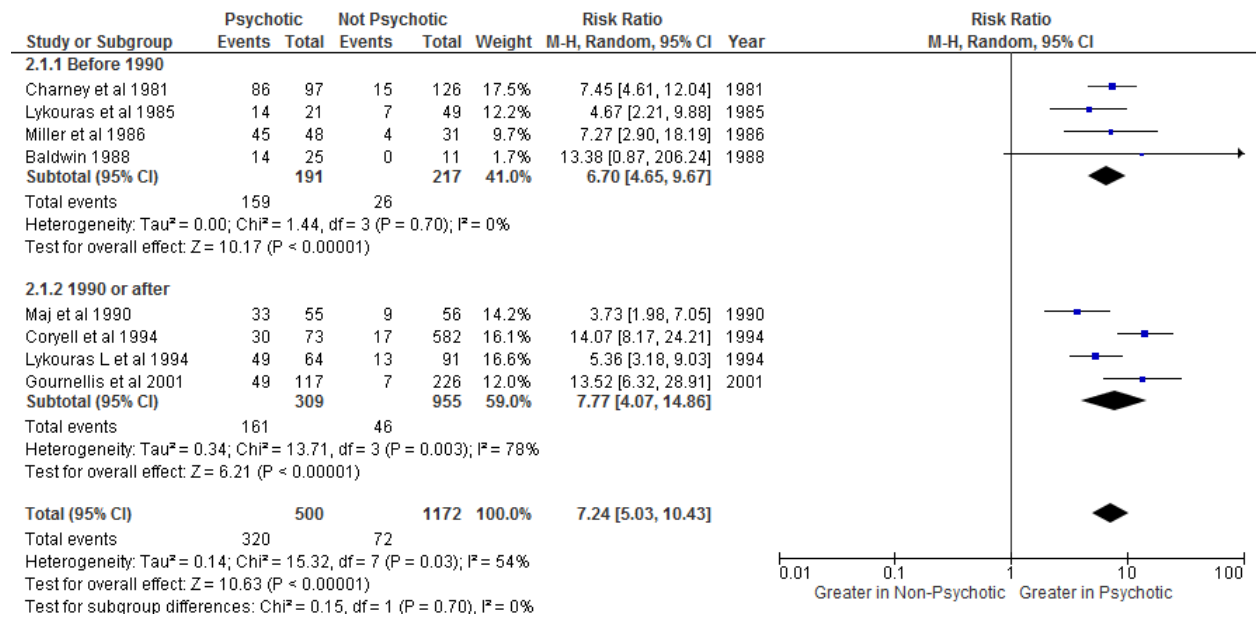 Psychotic Not Psychotic Risk Ratio Risk Ratio
Study or Subgroup Events Total Events Total Weight M-H, Random, 95% CI Year M-H, Random, 95% CI
2.1.1 Before 1990
Charney et al 1981 86 97 15 126 17.5% 7.45 [4.61, 12.04] 1981
Lykouras et al 1985 14 21 7 49 12.2% 4.67 [2.21, 9.88] 1985
Miller et al 1986 45 48 4 31 9.7% 7.27 [2.90, 18.19] 1986
Baldwin 1988 14 25 0 11 1.7% 13.38 [0.87, 206.24] 1988
Subtotal (95% CI) 191 217 41.0% 6.70 [4.65, 9.67]
Total events 159 26
Heterogeneity: Tau² = 0.00; Chi² = 1.44, df = 3 (P = 0.70); I² = 0%
Test for overall effect: Z = 10.17 (P < 0.00001)
2.1.2 1990 or after
Maj et al 1990 33 55 9 56 14.2% 3.73 [1.98, 7.05] 1990
Coryell et al 1994 30 73 17 582 16.1% 14.07 [8.17, 24.21] 1994
Lykouras L et al 1994 49 64 13 91 16.6% 5.36 [3.18, 9.03] 1994
Gournellis et al 2001 49 117 7 226 12.0% 13.52 [6.32, 28.91] 2001
Subtotal (95% CI) 309 955 59.0% 7.77 [4.07, 14.86]
Total events 161 46
Heterogeneity: Tau² = 0.34; Chi² = 13.71, df = 3 (P = 0.003); I² = 78%
Test for overall effect: Z = 6.21 (P < 0.00001)
Total (95% CI) 500 1172 100.0% 7.24 [5.03, 10.43]
Total events 320 72
Heterogeneity: Tau² = 0.14; Chi² = 15.32, df = 7 (P = 0.03); I² = 54%
Test for overall effect: Z = 10.63 (P < 0.00001)
Test for subgroup differences: Chi² = 0.15, df = 1 (P = 0.70), I² = 0%
0.01 0.1 1 10 100
Greater in Non-Psychotic Greater in Psychotic